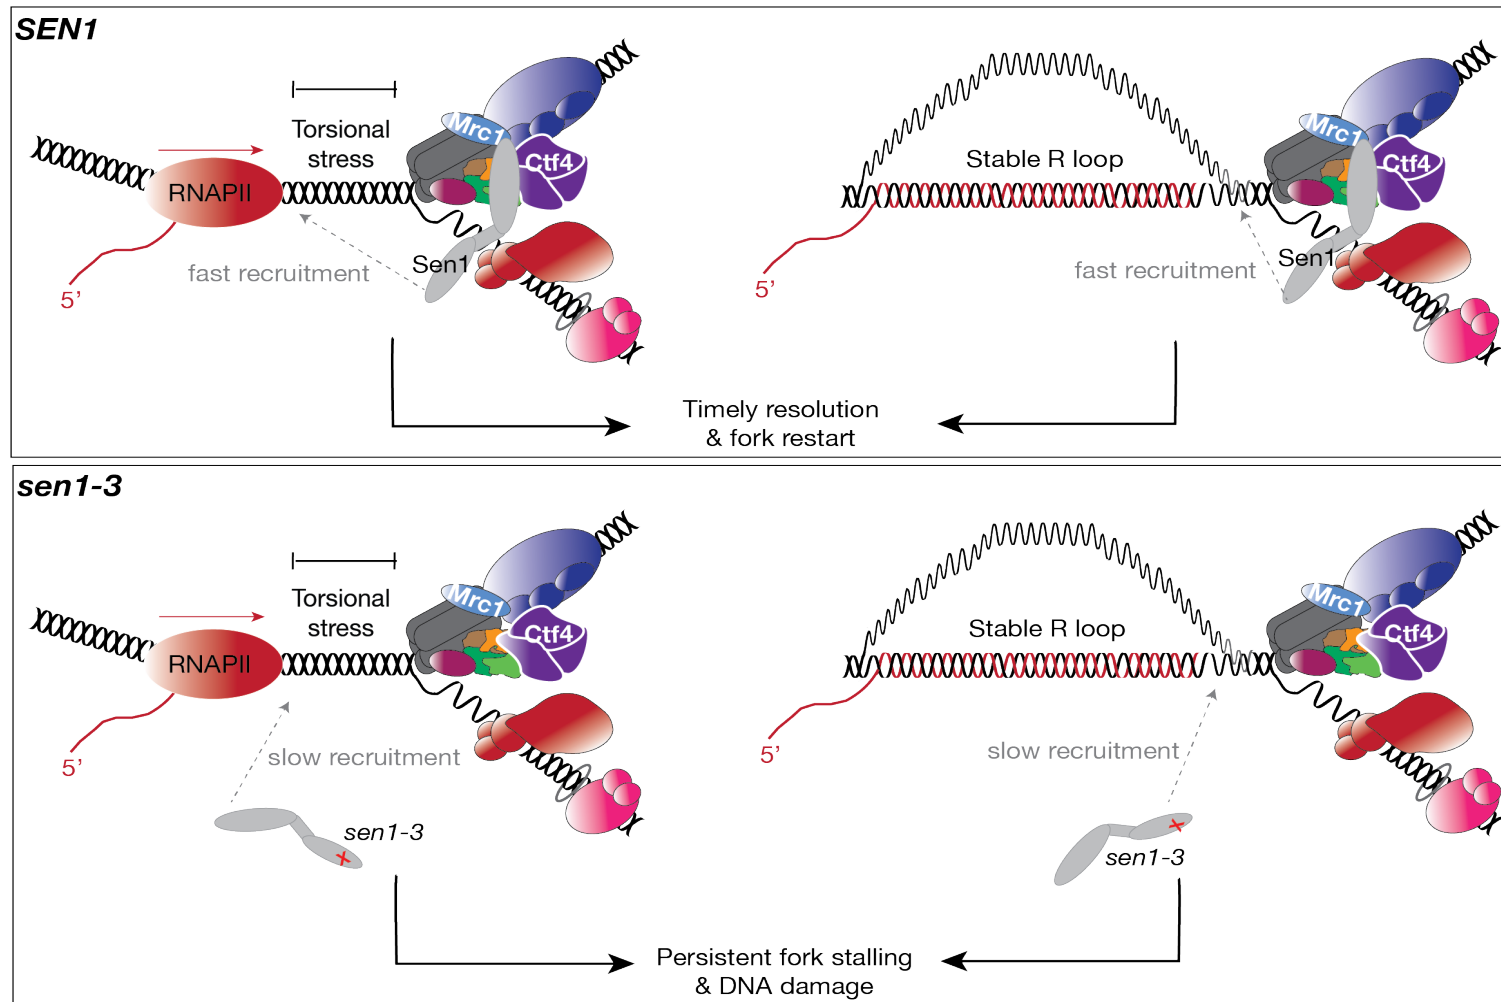 SEN1
Torsional
stress
RNAPII
5’
fast recruitment
Sen1
Mrc1
Ctf4
Stable R loop
5’
fast recruitment
Sen1
Mrc1
Ctf4
Timely resolution
& fork restart
sen1-3
Torsional
stress
RNAPII
5’
slow recruitment
sen1-3
Mrc1
Ctf4
Stable R loop
5’
slow recruitment
sen1-3
Mrc1
Ctf4
Persistent fork stalling
& DNA damage